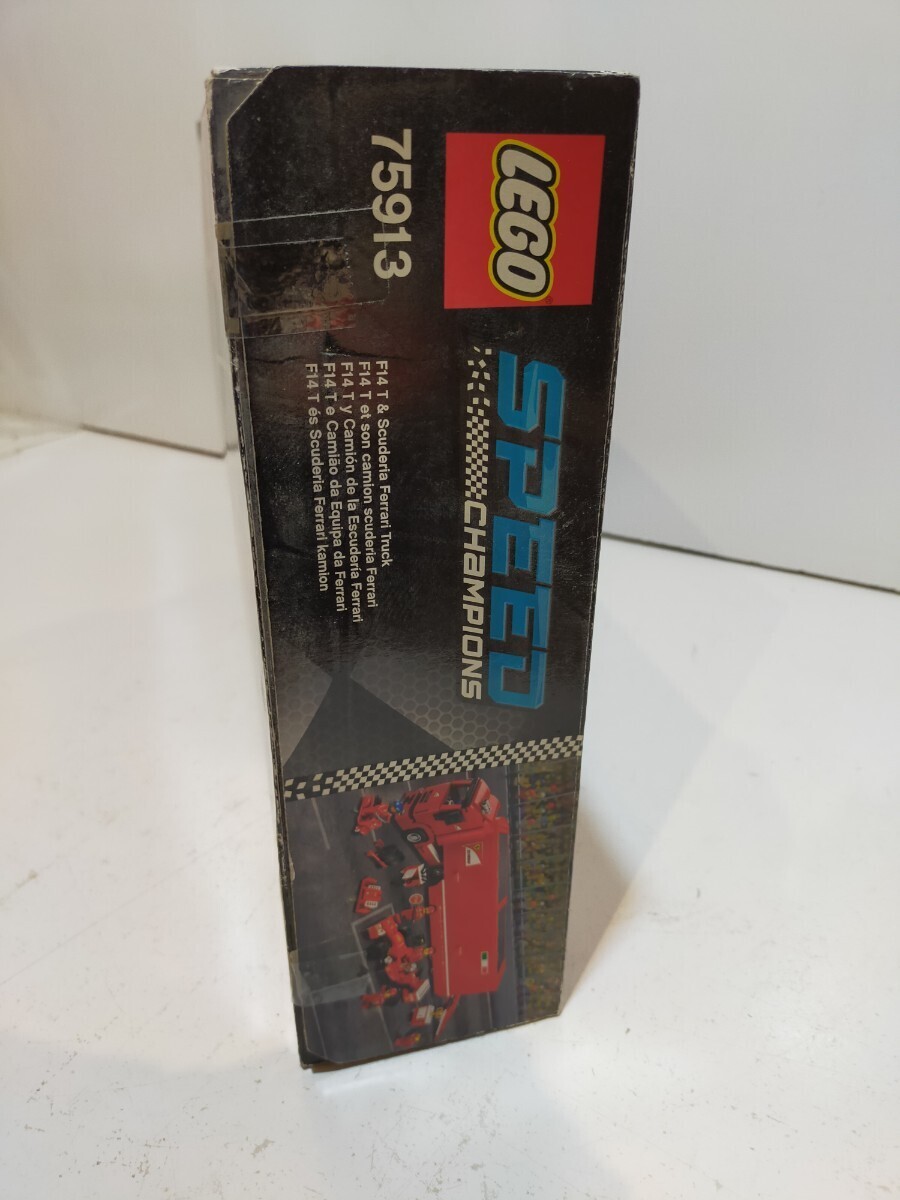 LEGO
SPEED
CHAMPIONS
75913
F14 T & Scuderia Ferrari Truck
F14 T et son camion scuderia Ferrari
F14 T y Camión de la Escudería Ferrari
F14 T e Camião da Equipa da Ferrari
F14 T és Scuderia Ferrari kamion